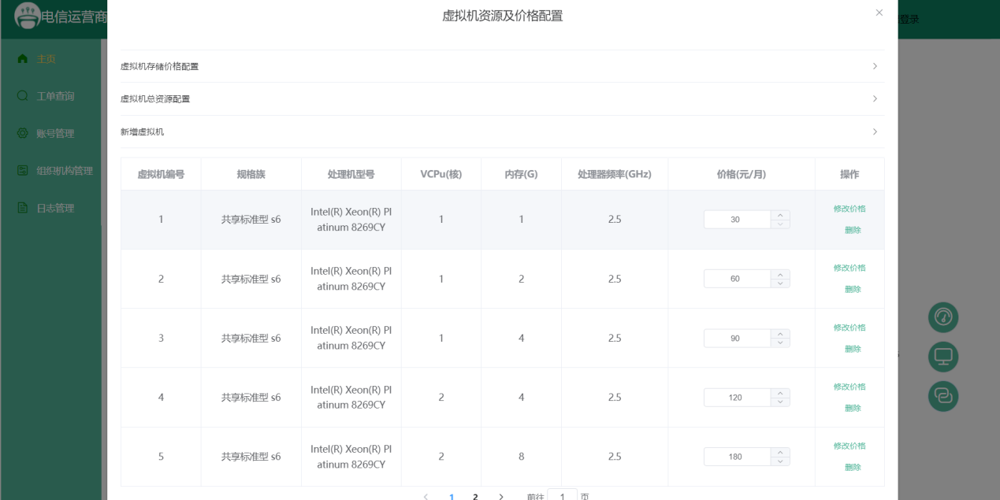 电信运营商
登录
虚拟机资源及价格配置
主页
工单查询
账号管理
组织机构管理
日志管理
虚拟机存储价格配置
虚拟机总资源配置
新增虚拟机
虚拟机编号 规格族 处理机型号 VCPu(核) 内存(G) 处理器频率(GHz) 价格(元/月) 操作
1 共享标准型 s6 Intel(R) Xeon(R) Pl 1 1 2.5 30 修改价格
atinum 8269CY 删除
2 共享标准型 s6 Intel(R) Xeon(R) Pl 1 2 2.5 60 修改价格
atinum 8269CY 删除
3 共享标准型 s6 Intel(R) Xeon(R) Pl 1 4 2.5 90 修改价格
atinum 8269CY 删除
4 共享标准型 s6 Intel(R) Xeon(R) Pl 2 4 2.5 120 修改价格
atinum 8269CY 删除
5 共享标准型 s6 Intel(R) Xeon(R) Pl 2 8 2.5 180 修改价格
atinum 8269CY 删除
1 2 前往 1 页